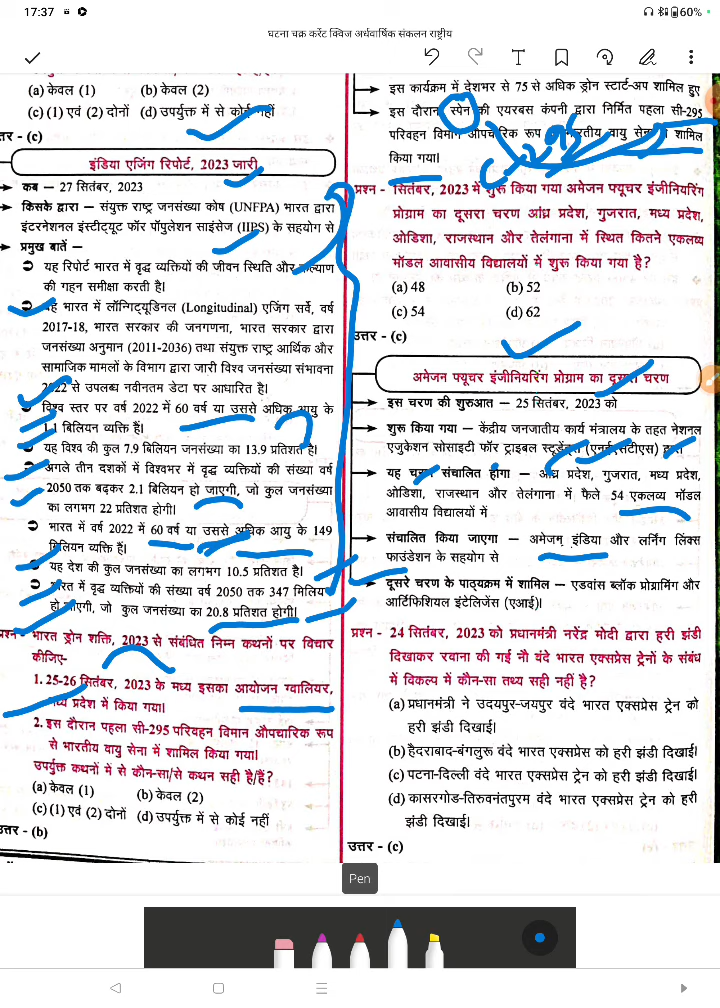 17:37
60%
घटना चक्र करेंट क्विज अर्धवार्षिक संकलन राष्ट्रीय
(a) केवल (1) (b) केवल (2)
(c) (1) एवं (2) दोनों (d) उपर्युक्त में से कोई नहीं
तर - (c)
इंडिया एजिंग रिपोर्ट, 2023 जारी
कब — 27 सितंबर, 2023
किसके द्वारा — संयुक्त राष्ट्र जनसंख्या कोष (UNFPA) भारत द्वारा
इंटरनेशनल इंस्टीट्यूट फॉर पॉपुलेशन साइंसेज (IIPS) के सहयोग से
प्रमुख बातें —
यह रिपोर्ट भारत में वृद्ध व्यक्तियों की जीवन स्थिति और कल्याण
की गहन समीक्षा करती है।
यह भारत में लॉन्गिट्यूडिनल (Longitudinal) एजिंग सर्वे, वर्ष
2017-18, भारत सरकार की जनगणना, भारत सरकार द्वारा
जनसंख्या अनुमान (2011-2036) तथा संयुक्त राष्ट्र आर्थिक और
सामाजिक मामलों के विभाग द्वारा जारी विश्व जनसंख्या संभावना
2022 से उपलब्ध नवीनतम डेटा पर आधारित है।
विश्व स्तर पर वर्ष 2022 में 60 वर्ष या उससे अधिक आयु के
1.1 बिलियन व्यक्ति हैं।
यह विश्व की कुल 7.9 बिलियन जनसंख्या का 13.9 प्रतिशत है।
अगले तीन दशकों में विश्वभर में वृद्ध व्यक्तियों की संख्या वर्ष
2050 तक बढ़कर 2.1 बिलियन हो जाएगी, जो कुल जनसंख्या
का लगभग 22 प्रतिशत होगी।
भारत में वर्ष 2022 में 60 वर्ष या उससे अधिक आयु के 149
मिलियन व्यक्ति हैं।
यह देश की कुल जनसंख्या का लगभग 10.5 प्रतिशत है।
भारत में वृद्ध व्यक्तियों की संख्या वर्ष 2050 तक 347 मिलियन
हो जाएगी, जो कुल जनसंख्या का 20.8 प्रतिशत होगी।
प्रश्न - भारत ड्रोन शक्ति, 2023 से संबंधित निम्न कथनों पर विचार
कीजिए-
1. 25-26 सितंबर, 2023 के मध्य इसका आयोजन ग्वालियर,
मध्य प्रदेश में किया गया।
2. इस दौरान पहला सी-295 परिवहन विमान औपचारिक रूप
से भारतीय वायु सेना में शामिल किया गया।
उपर्युक्त कथनों में से कौन-सा/से कथन सही है/हैं?
(a) केवल (1) (b) केवल (2)
(c) (1) एवं (2) दोनों (d) उपर्युक्त में से कोई नहीं
उत्तर - (b)
इस कार्यक्रम में देशभर से 75 से अधिक ड्रोन स्टार्ट-अप शामिल हुए
इस दौरान स्पेन की एयरबस कंपनी द्वारा निर्मित पहला सी-295
परिवहन विमान औपचारिक रूप भारतीय वायु सेना शामिल
किया गया।
C-295
प्रश्न - सितंबर, 2023 में शुरू किया गया अमेजन फ्यूचर इंजीनियरिंग
प्रोग्राम का दूसरा चरण आंध्र प्रदेश, गुजरात, मध्य प्रदेश,
ओडिशा, राजस्थान और तेलंगाना में स्थित कितने एकलव्य
मॉडल आवासीय विद्यालयों में शुरू किया गया है?
(a) 48 (b) 52
(c) 54 (d) 62
उत्तर - (c)
अमेजन फ्यूचर इंजीनियरिंग प्रोग्राम का दूसरा चरण
इस चरण की शुरुआत — 25 सितंबर, 2023 को
शुरू किया गया — केंद्रीय जनजातीय कार्य मंत्रालय के तहत नेशनल
एजुकेशन सोसाइटी फॉर ट्राइबल स्टूडेंट्स (एनईएसटीएस) द्वारा
यह चरण संचालित होगा — आंध्र प्रदेश, गुजरात, मध्य प्रदेश,
ओडिशा, राजस्थान और तेलंगाना में फैले 54 एकलव्य मॉडल
आवासीय विद्यालयों में
संचालित किया जाएगा — अमेजन इंडिया और लर्निंग लिंक्स
फाउंडेशन के सहयोग से
दूसरे चरण के पाठ्यक्रम में शामिल — एडवांस ब्लॉक प्रोग्रामिंग और
आर्टिफिशियल इंटेलिजेंस (एआई)।
प्रश्न - 24 सितंबर, 2023 को प्रधानमंत्री नरेंद्र मोदी द्वारा हरी झंडी
दिखाकर रवाना की गई नौ वंदे भारत एक्सप्रेस ट्रेनों के संबंध
में विकल्प में कौन-सा तथ्य सही नहीं है?
(a) प्रधानमंत्री ने उदयपुर-जयपुर वंदे भारत एक्सप्रेस ट्रेन को
हरी झंडी दिखाई।
(b) हैदराबाद-बंगलुरू वंदे भारत एक्सप्रेस को हरी झंडी दिखाई।
(c) पटना-दिल्ली वंदे भारत एक्सप्रेस ट्रेन को हरी झंडी दिखाई।
(d) कासरगोड-तिरुवनंतपुरम वंदे भारत एक्सप्रेस ट्रेन को हरी
झंडी दिखाई।
उत्तर - (c)
Pen